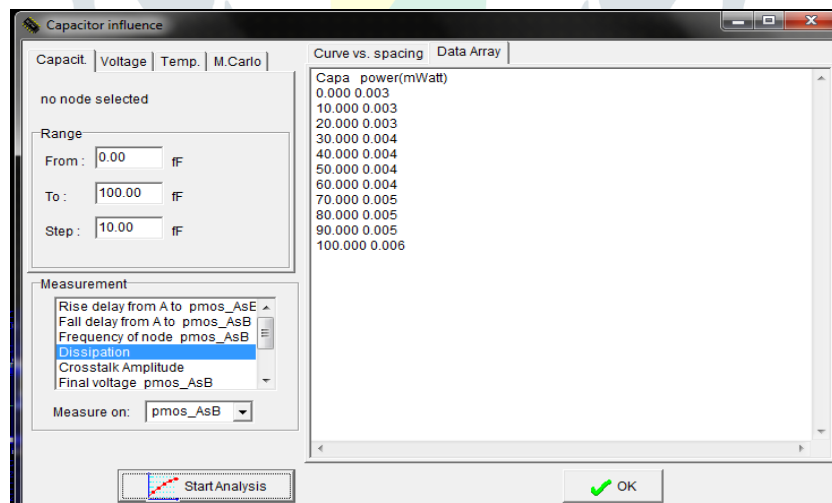 Capacitor influence
Capacit. Voltage Temp. M.Carlo
no node selected
Range
From : 0.00 fF
To : 100.00 fF
Step : 10.00 fF
Measurement
Rise delay from A to pmos_AsE
Fall delay from A to pmos_AsB
Frequency of node pmos_AsB
Dissipation
Crosstalk Amplitude
Final voltage pmos_AsB
Measure on: pmos_AsB
Start Analysis
Curve vs. spacing Data Array
Capa power(mWatt)
0.000 0.003
10.000 0.003
20.000 0.003
30.000 0.004
40.000 0.004
50.000 0.004
60.000 0.004
70.000 0.005
80.000 0.005
90.000 0.005
100.000 0.006
OK